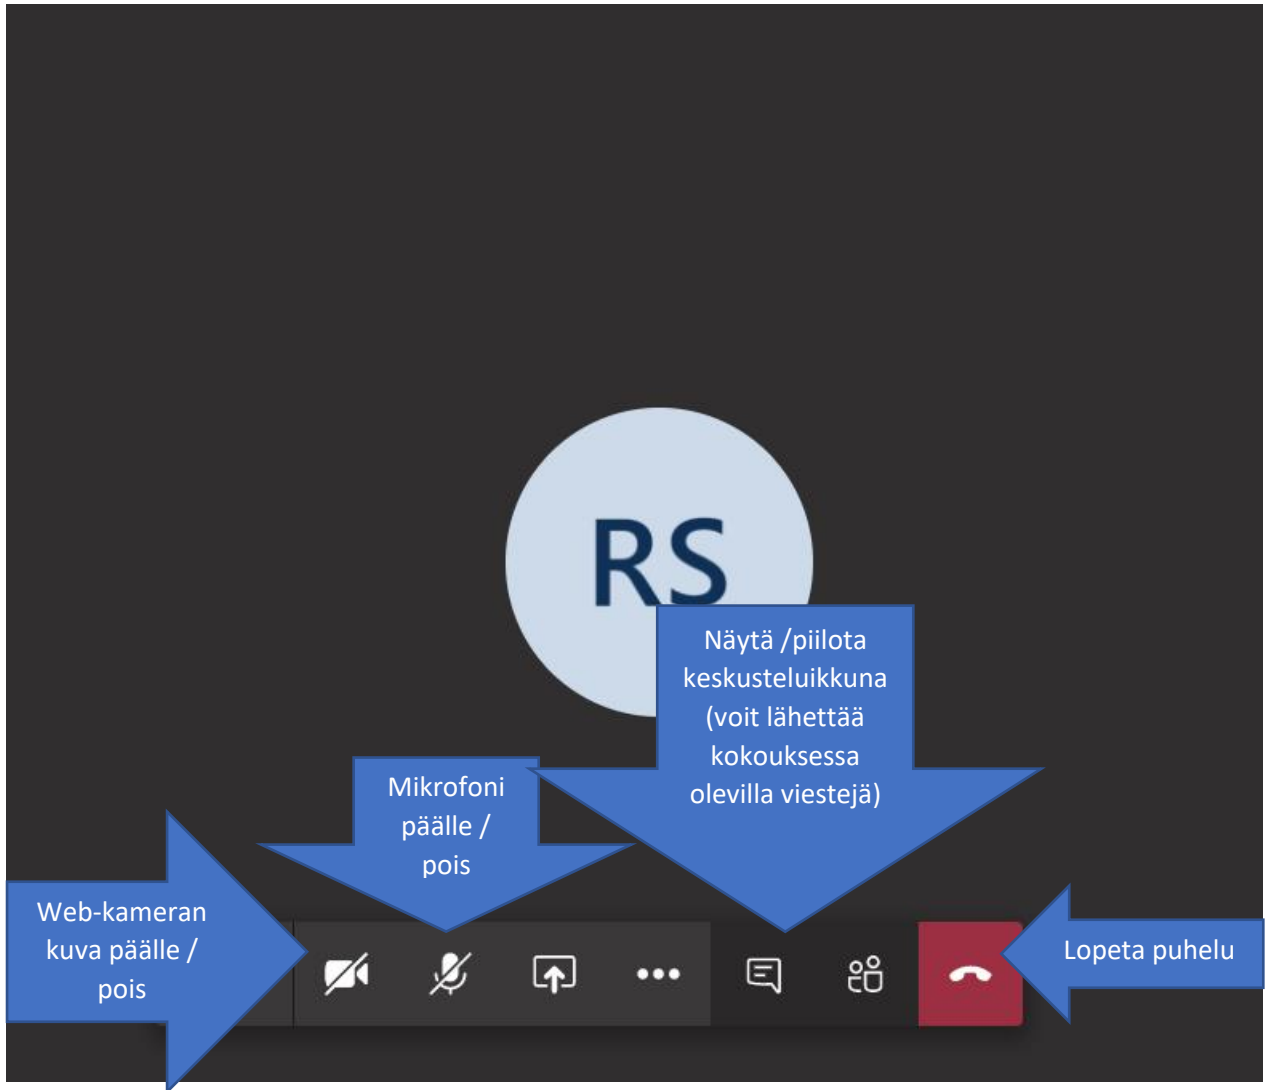 RS
Näytä /piilota
keskusteluikkuna
(voit lähettää
kokouksessa
olevilla viestejä)
Mikrofoni
päälle /
pois
Web-kameran
kuva päälle /
pois
Lopeta puhelu